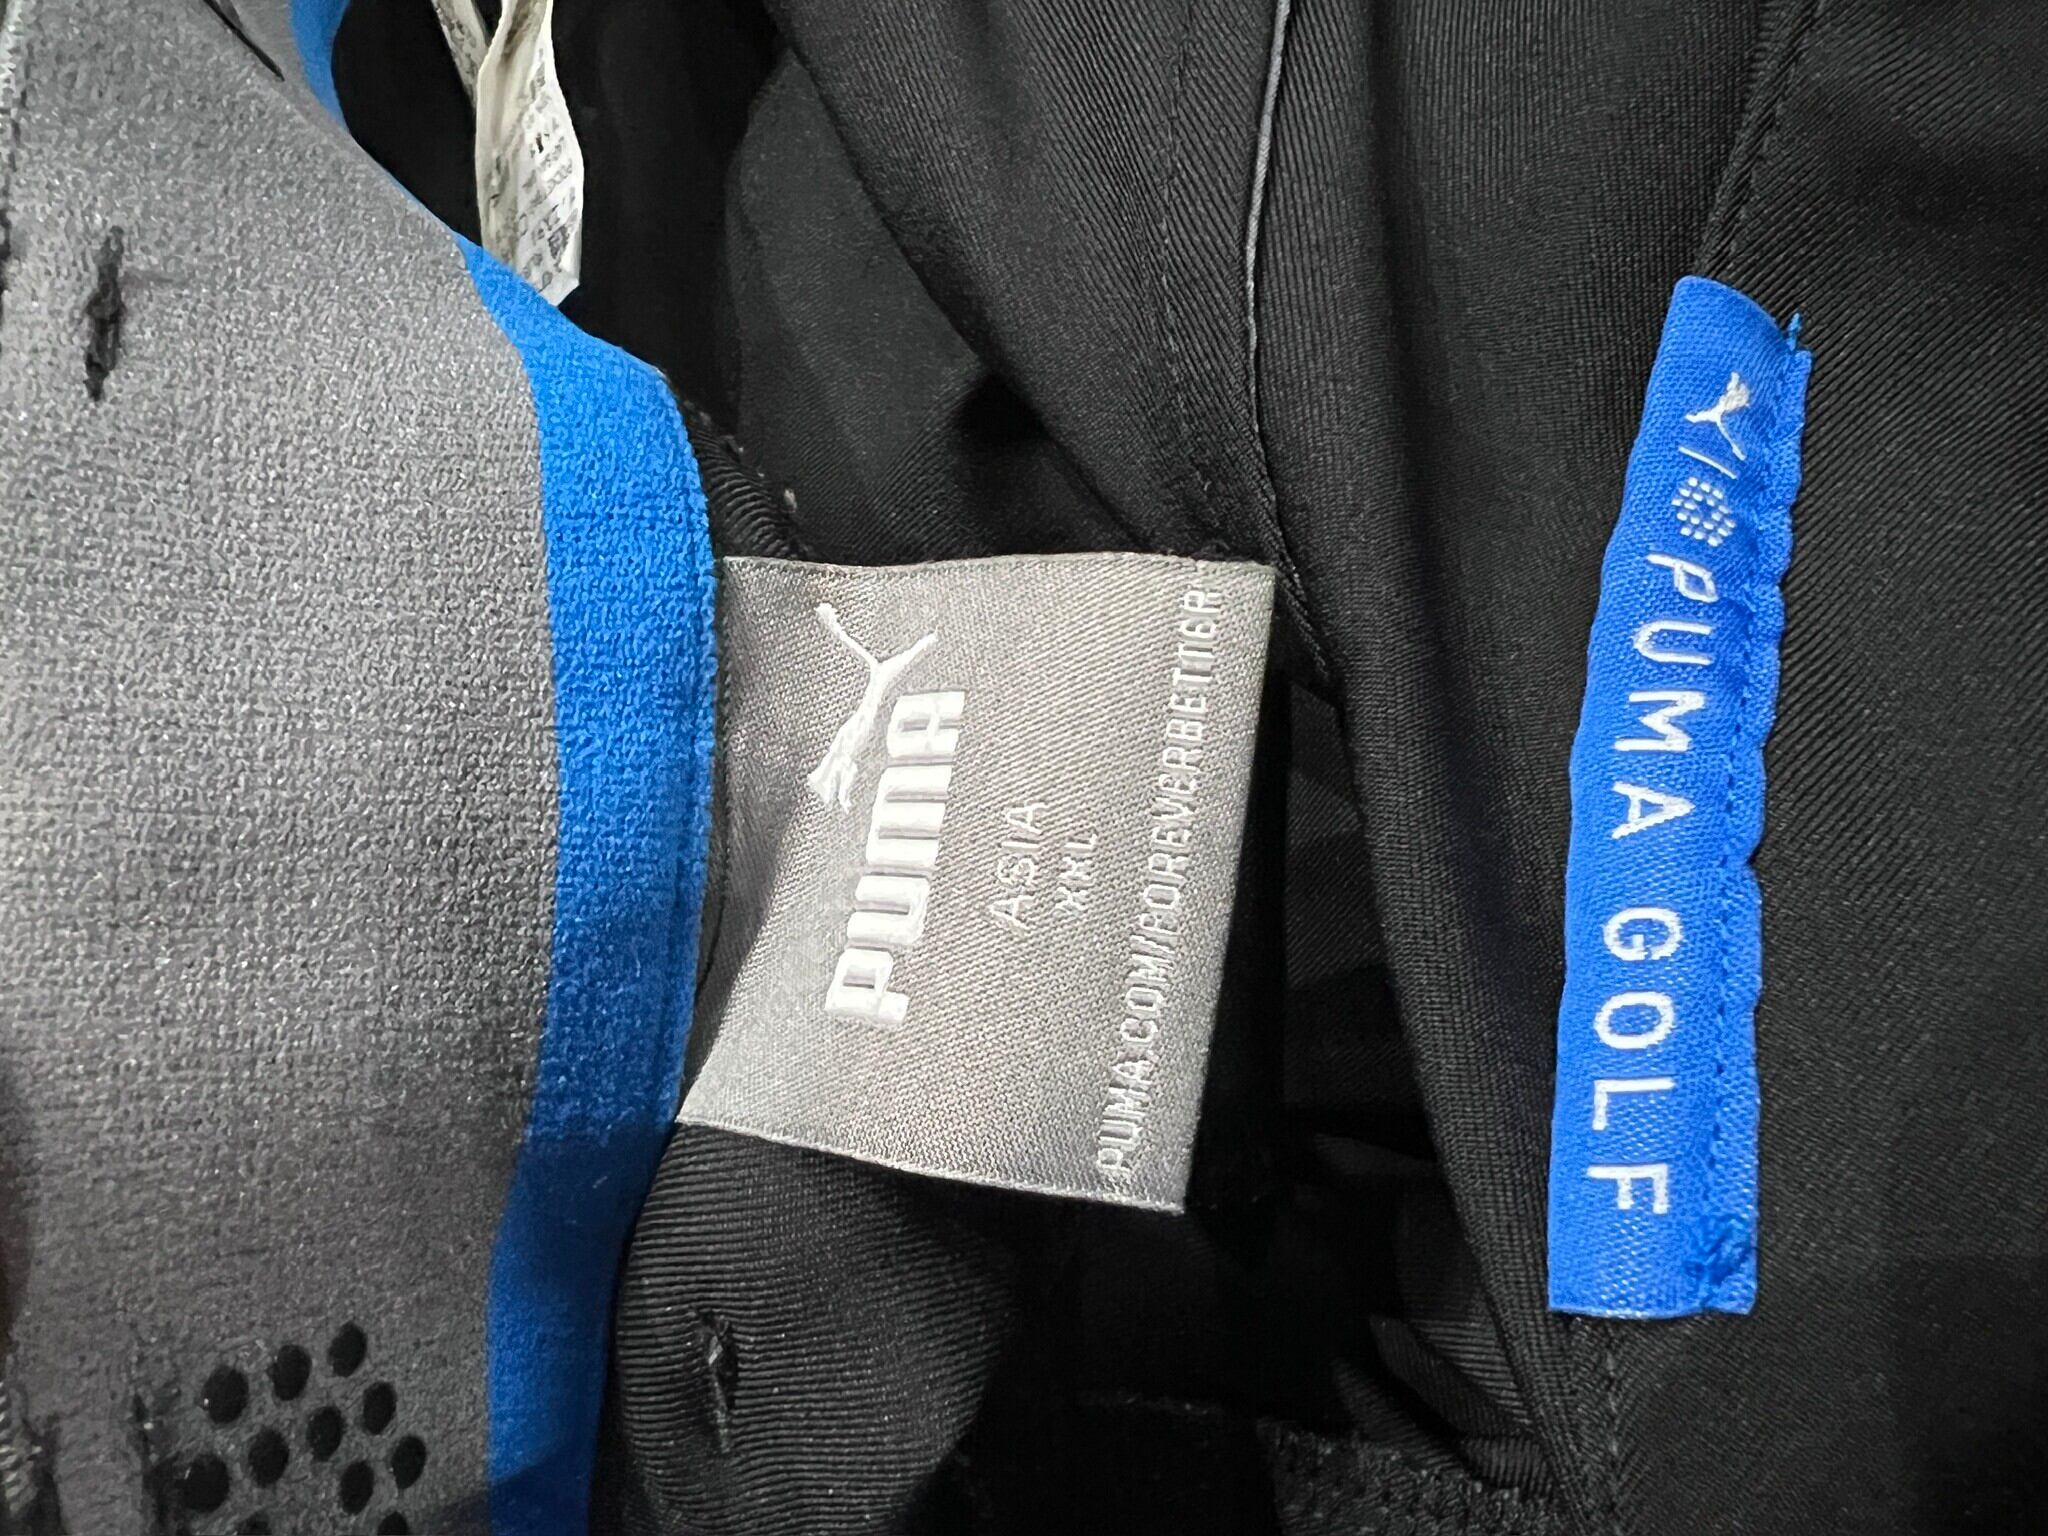 PUMA
ASIA
XXL
PUMA.COM/FOREVERBETTER
PUMA GOLF